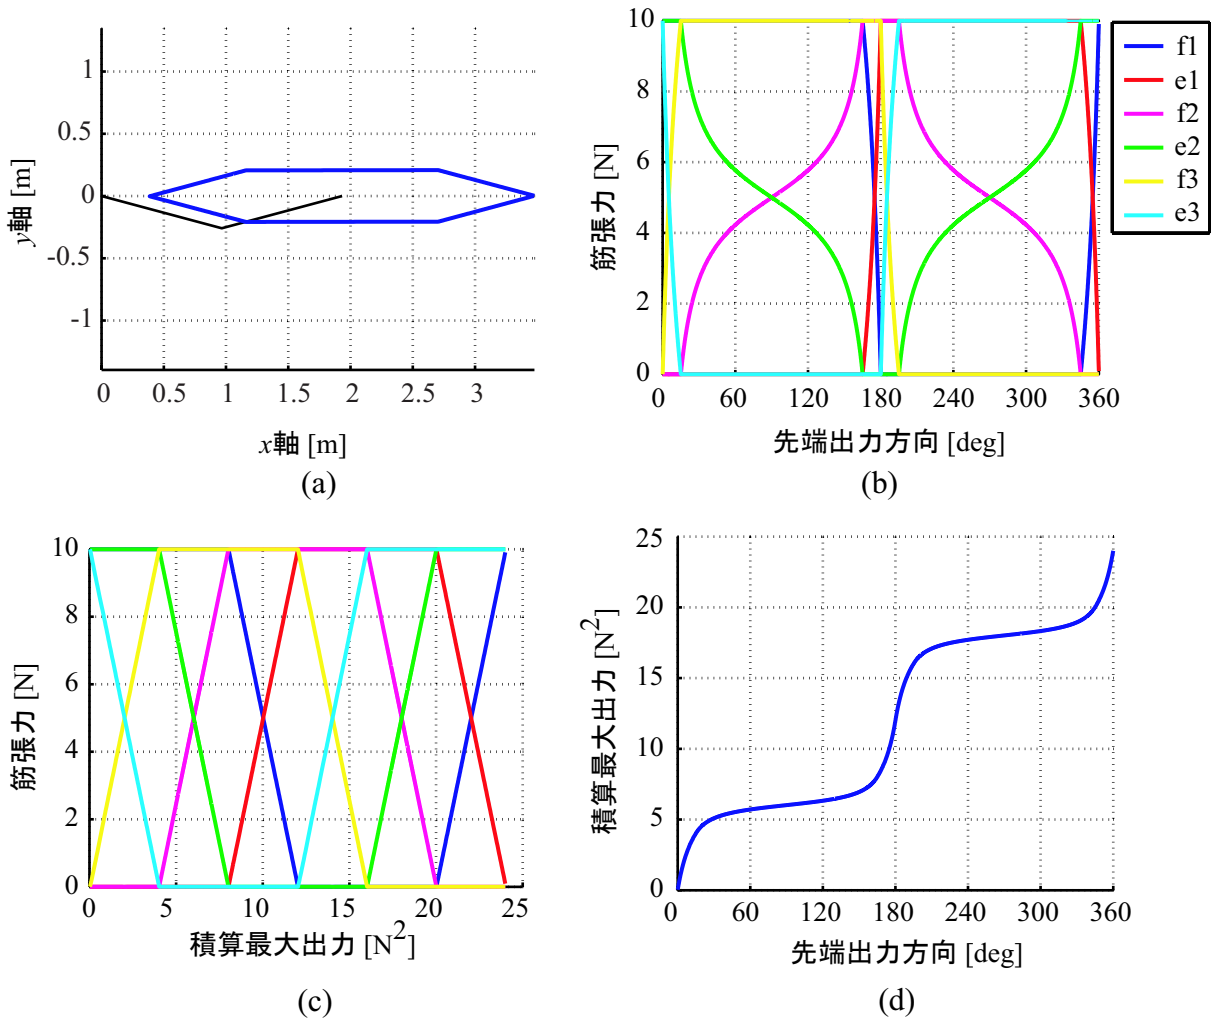 1
0.5
0
-0.5
-1
y軸 [m]
0 0.5 1 1.5 2 2.5 3
x軸 [m]
(a)
10
8
6
4
2
0
筋張力 [N]
0 60 120 180 240 300 360
先端出力方向 [deg]
(b)
f1
e1
f2
e2
f3
e3
10
8
6
4
2
0
筋張力 [N]
0 5 10 15 20 25
積算最大出力 [N2]
(c)
25
20
15
10
5
0
積算最大出力 [N2]
0 60 120 180 240 300 360
先端出力方向 [deg]
(d)